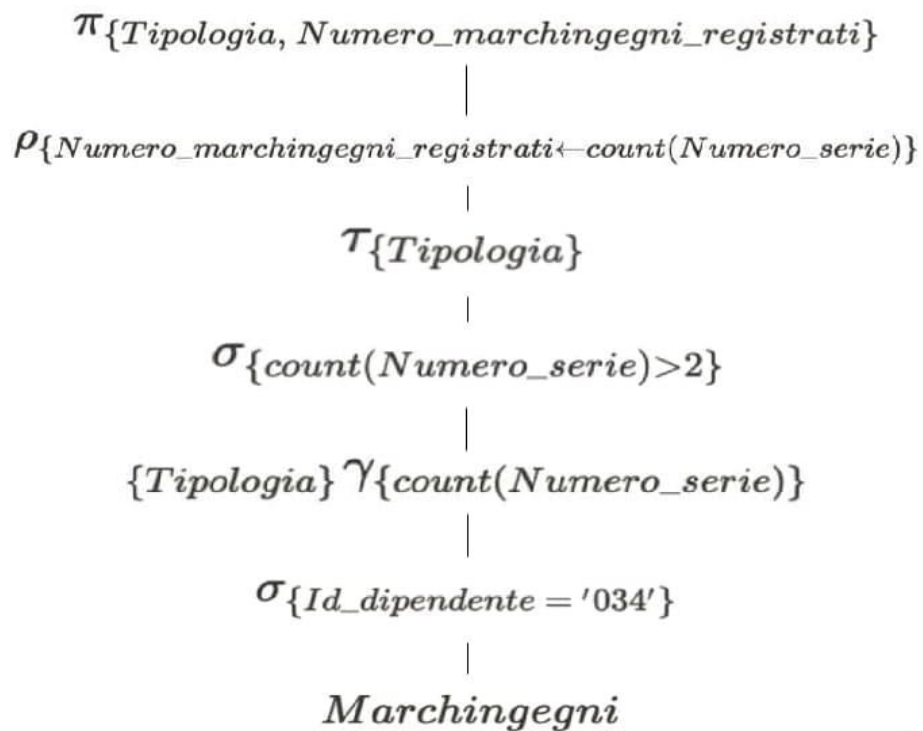 π{Tipologia, Numero_marchingegni_registrati}
ρ{Numero_marchingegni_registrati←count(Numero_serie)}
τ{Tipologia}
σ{count(Numero_serie)>2}
{Tipologia}γ{count(Numero_serie)}
σ{Id_dipendente = '034'}
Marchingegni